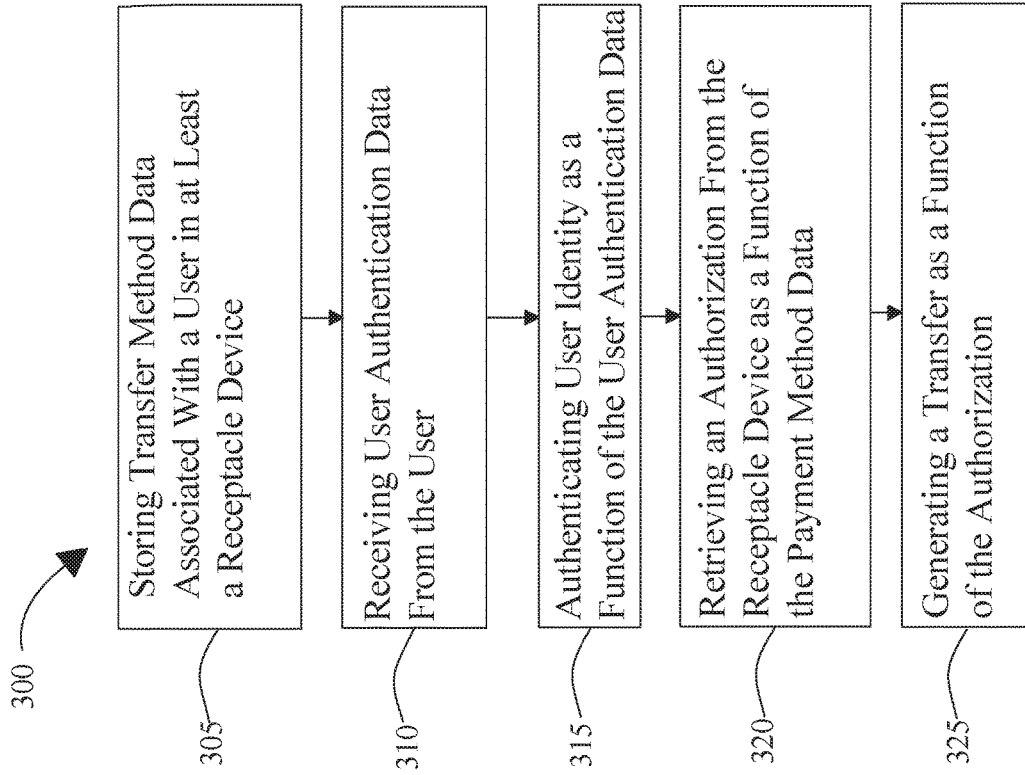 300
305
Storing Transfer Method Data
Associated With a User in at Least
a Receptacle Device
310
Receiving User Authentication Data
From the User
315
Authenticating User Identity as a
Function of the User Authentication Data
320
Retrieving an Authorization From the
Receptacle Device as a Function of
the Payment Method Data
325
Generating a Transfer as a Function
of the Authorization